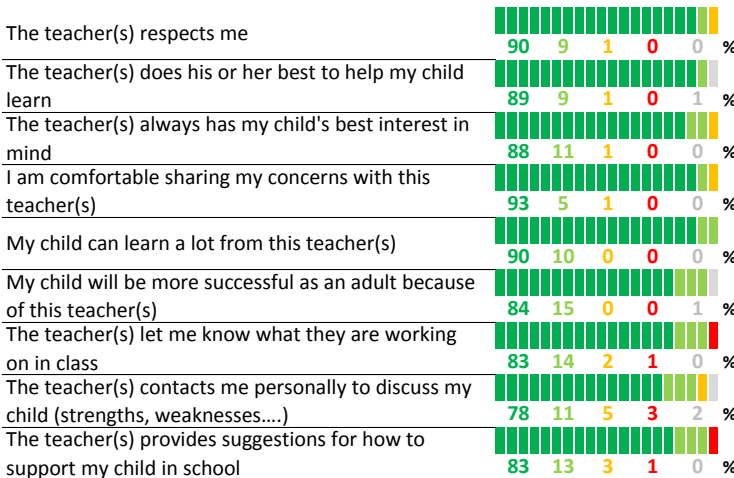 The teacher(s) respects me
90 9 1 0 0 %
The teacher(s) does his or her best to help my child
learn
89 9 1 0 1 %
The teacher(s) always has my child's best interest in
mind
88 11 1 0 0 %
I am comfortable sharing my concerns with this
teacher(s)
93 5 1 0 0 %
My child can learn a lot from this teacher(s)
90 10 0 0 0 %
My child will be more successful as an adult because
of this teacher(s)
84 15 0 0 1 %
The teacher(s) let me know what they are working
on in class
83 14 2 1 0 %
The teacher(s) contacts me personally to discuss my
child (strengths, weaknesses....)
78 11 5 3 2 %
The teacher(s) provides suggestions for how to
support my child in school
83 13 3 1 0 %